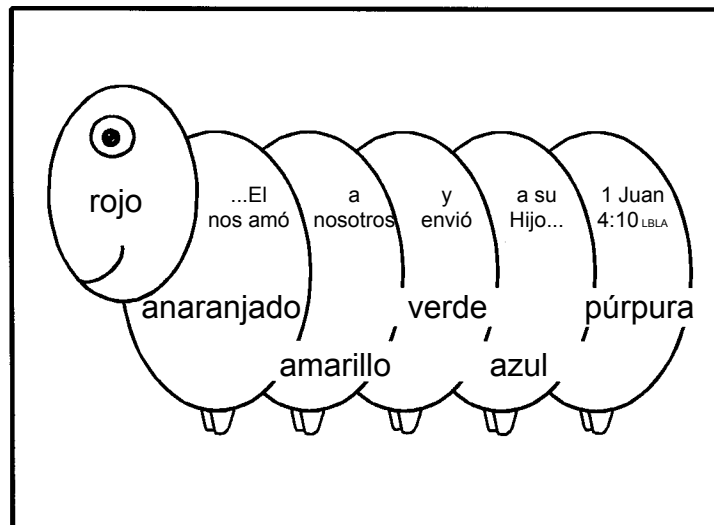 rojo
...El
nos amó
a
nosotros
y
envió
a su
Hijo...
1 Juan
4:10 LBLA
anaranjado
verde
púrpura
amarillo
azul